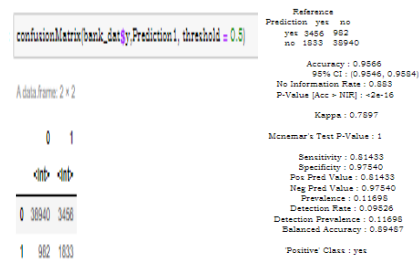 confusionMatrix(bank_dat$y,Prediction1, threshold = 0.5)
A data.frame: 2 × 2
0 1
<int> <int>
0 38940 3456
1 982 1833
Reference
Prediction yes no
yes 3456 982
no 1833 38940
Accuracy : 0.9566
95% CI : (0.9546, 0.9584)
No Information Rate : 0.883
P-Value [Acc > NIR] : <2e-16
Kappa : 0.7897
Mcnemar's Test P-Value : 1
Sensitivity : 0.81433
Specificity : 0.97540
Pos Pred Value : 0.81433
Neg Pred Value : 0.97540
Prevalence : 0.11698
Detection Rate : 0.09526
Detection Prevalence : 0.11698
Balanced Accuracy : 0.89487
'Positive' Class : yes